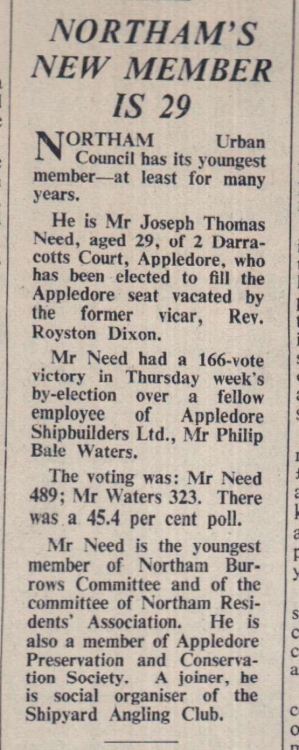 NORTHAM'S
NEW MEMBER
IS 29
NORTHAM Urban
Council has its youngest
member—at least for many
years.
He is Mr Joseph Thomas
Need, aged 29, of 2 Darra-
cotts Court, Appledore, who
has been elected to fill the
Appledore seat vacated by
the former vicar, Rev.
Royston Dixon.
Mr Need had a 166-vote
victory in Thursday week's
by-election over a fellow
employee of Appledore
Shipbuilders Ltd., Mr Philip
Bale Waters.
The voting was: Mr Need
489; Mr Waters 323. There
was a 45.4 per cent poll.
Mr Need is the youngest
member of Northam Bur-
rows Committee and of the
committee of Northam Resi-
dents' Association. He is
also a member of Appledore
Preservation and Conserva-
tion Society. A joiner, he
is social organiser of the
Shipyard Angling Club.